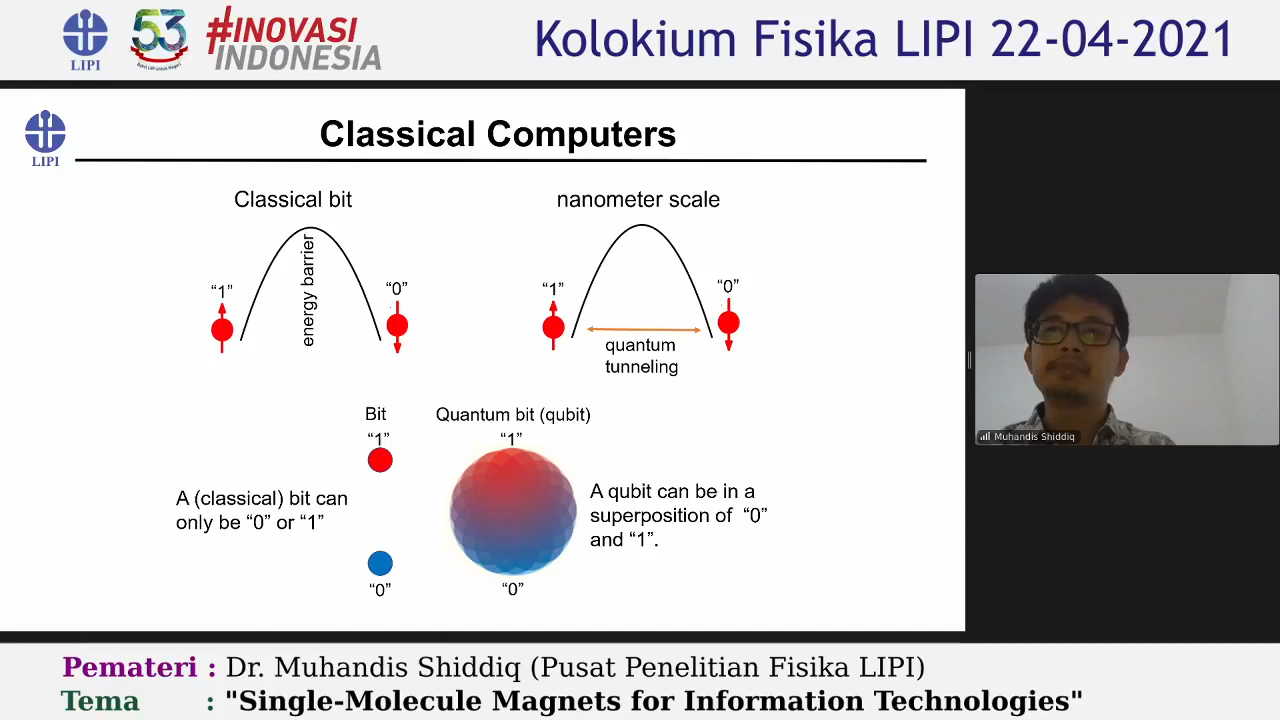 LIPI
53
#INOVASI
INDONESIA
Kolokium Fisika LIPI 22-04-2021
LIPI
Classical Computers
Classical bit
nanometer scale
energy barrier
“1”
“0”
“1”
“0”
quantum
tunneling
Bit
Quantum bit (qubit)
“1”
“1”
A (classical) bit can
only be “0” or “1”
A qubit can be in a
superposition of “0”
and “1”.
“0”
“0”
Muhandis Shiddiq
Pemateri : Dr. Muhandis Shiddiq (Pusat Penelitian Fisika LIPI)
Tema : "Single-Molecule Magnets for Information Technologies"